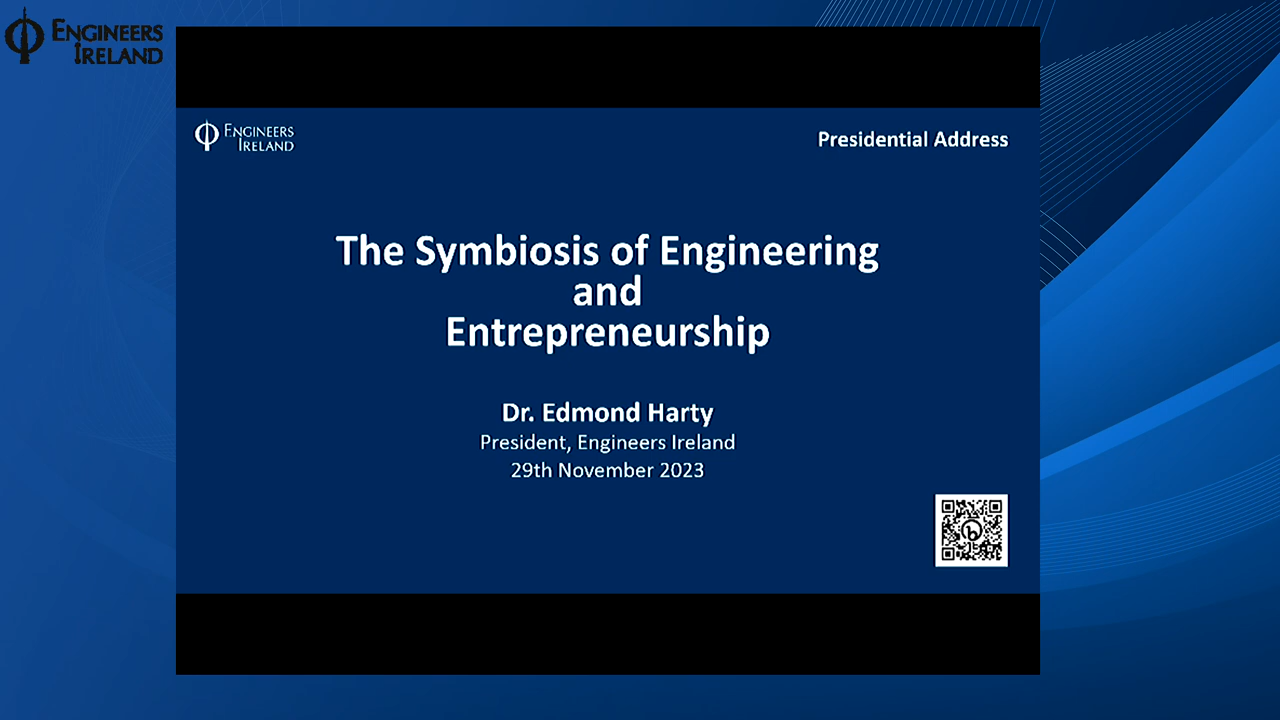 ENGINEERS
IRELAND
ENGINEERS
IRELAND
Presidential Address
The Symbiosis of Engineering
and
Entrepreneurship
Dr. Edmond Harty
President, Engineers Ireland
29th November 2023